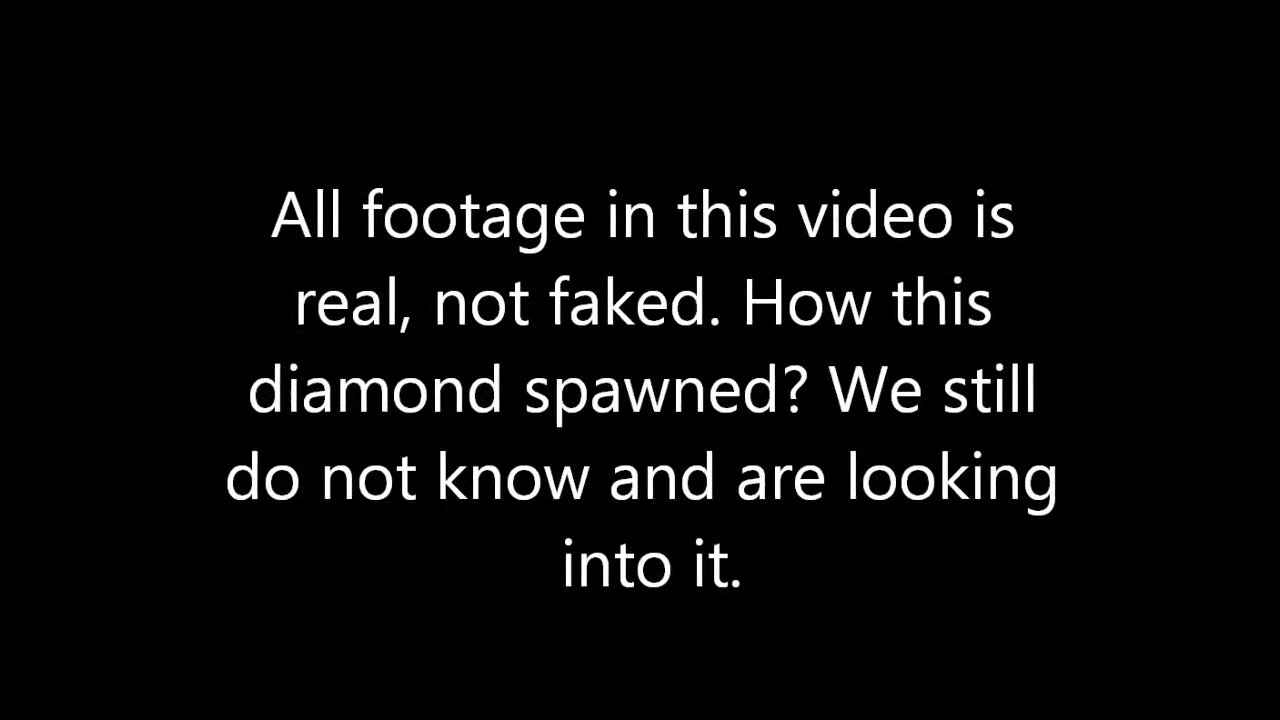 All footage in this video is
real, not faked. How this
diamond spawned? We still
do not know and are looking
into it.